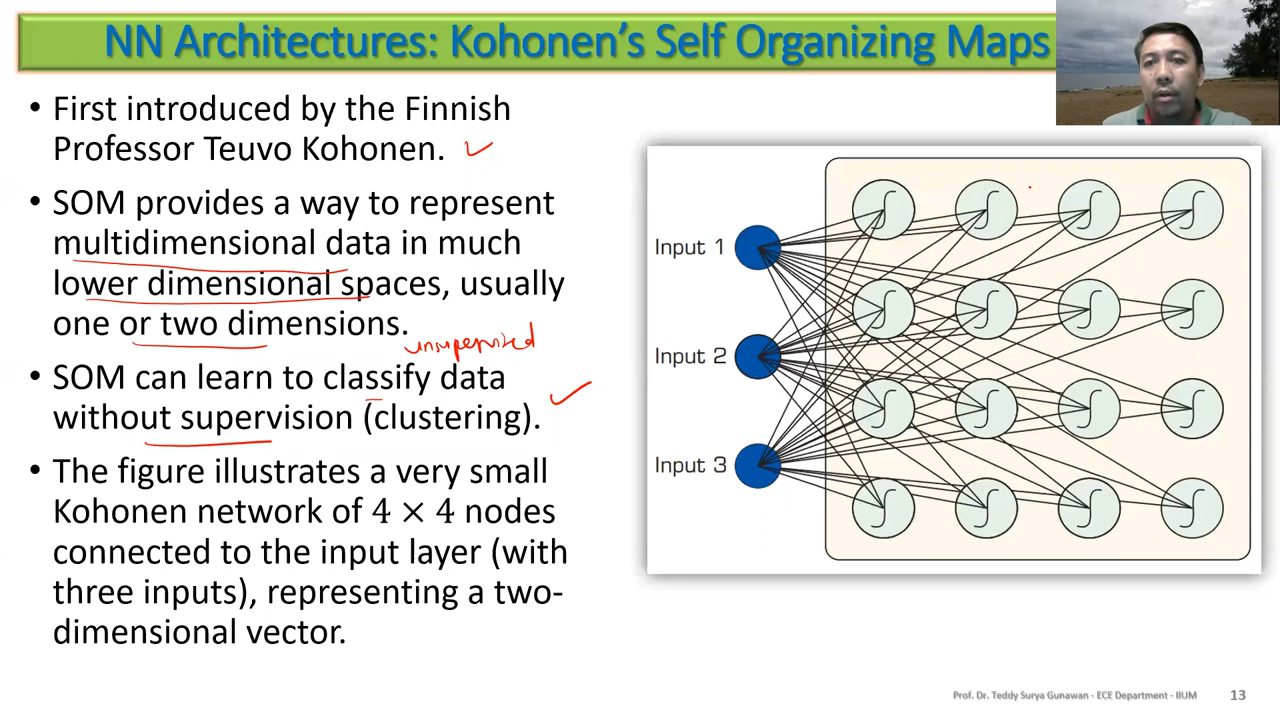 NN Architectures: Kohonen’s Self Organizing Maps
• First introduced by the Finnish
Professor Teuvo Kohonen.
• SOM provides a way to represent
multidimensional data in much
lower dimensional spaces, usually
one or two dimensions.
unsupervized
• SOM can learn to classify data
without supervision (clustering).
• The figure illustrates a very small
Kohonen network of 4 × 4 nodes
connected to the input layer (with
three inputs), representing a two-
dimensional vector.
Input 1
Input 2
Input 3
Prof. Dr. Teddy Surya Gunawan - ECE Department - IIUM 13